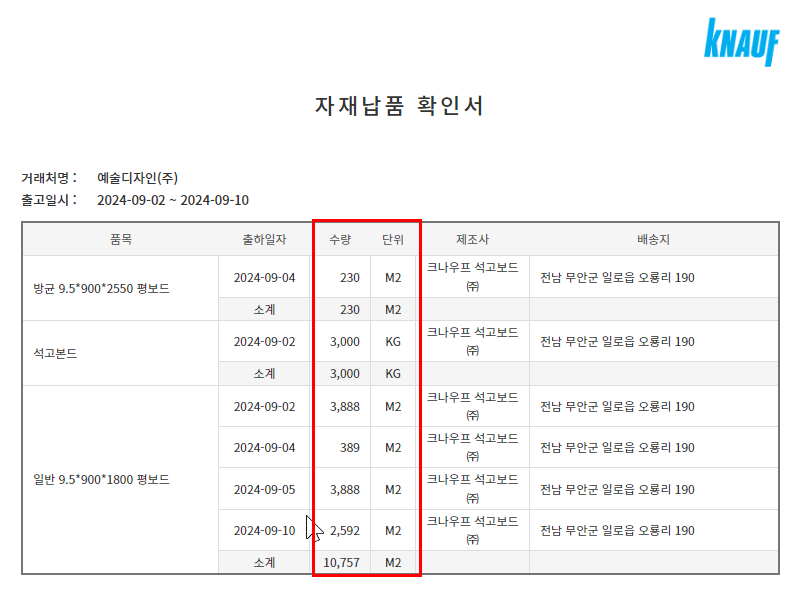 KNAUF
자재납품 확인서
거래처명 : 예술디자인(주)
출고일시 : 2024-09-02 ~ 2024-09-10
품목 출하일자 수량 단위 제조사 배송지
방균 9.5*900*2550 평보드 2024-09-04 230 M2 크나우프 석고보드㈜ 전남 무안군 일로읍 오룡리 190
소계 230 M2
석고본드 2024-09-02 3,000 KG 크나우프 석고보드㈜ 전남 무안군 일로읍 오룡리 190
소계 3,000 KG
일반 9.5*900*1800 평보드 2024-09-02 3,888 M2 크나우프 석고보드㈜ 전남 무안군 일로읍 오룡리 190
2024-09-04 389 M2 크나우프 석고보드㈜ 전남 무안군 일로읍 오룡리 190
2024-09-05 3,888 M2 크나우프 석고보드㈜ 전남 무안군 일로읍 오룡리 190
2024-09-10 2,592 M2 크나우프 석고보드㈜ 전남 무안군 일로읍 오룡리 190
소계 10,757 M2